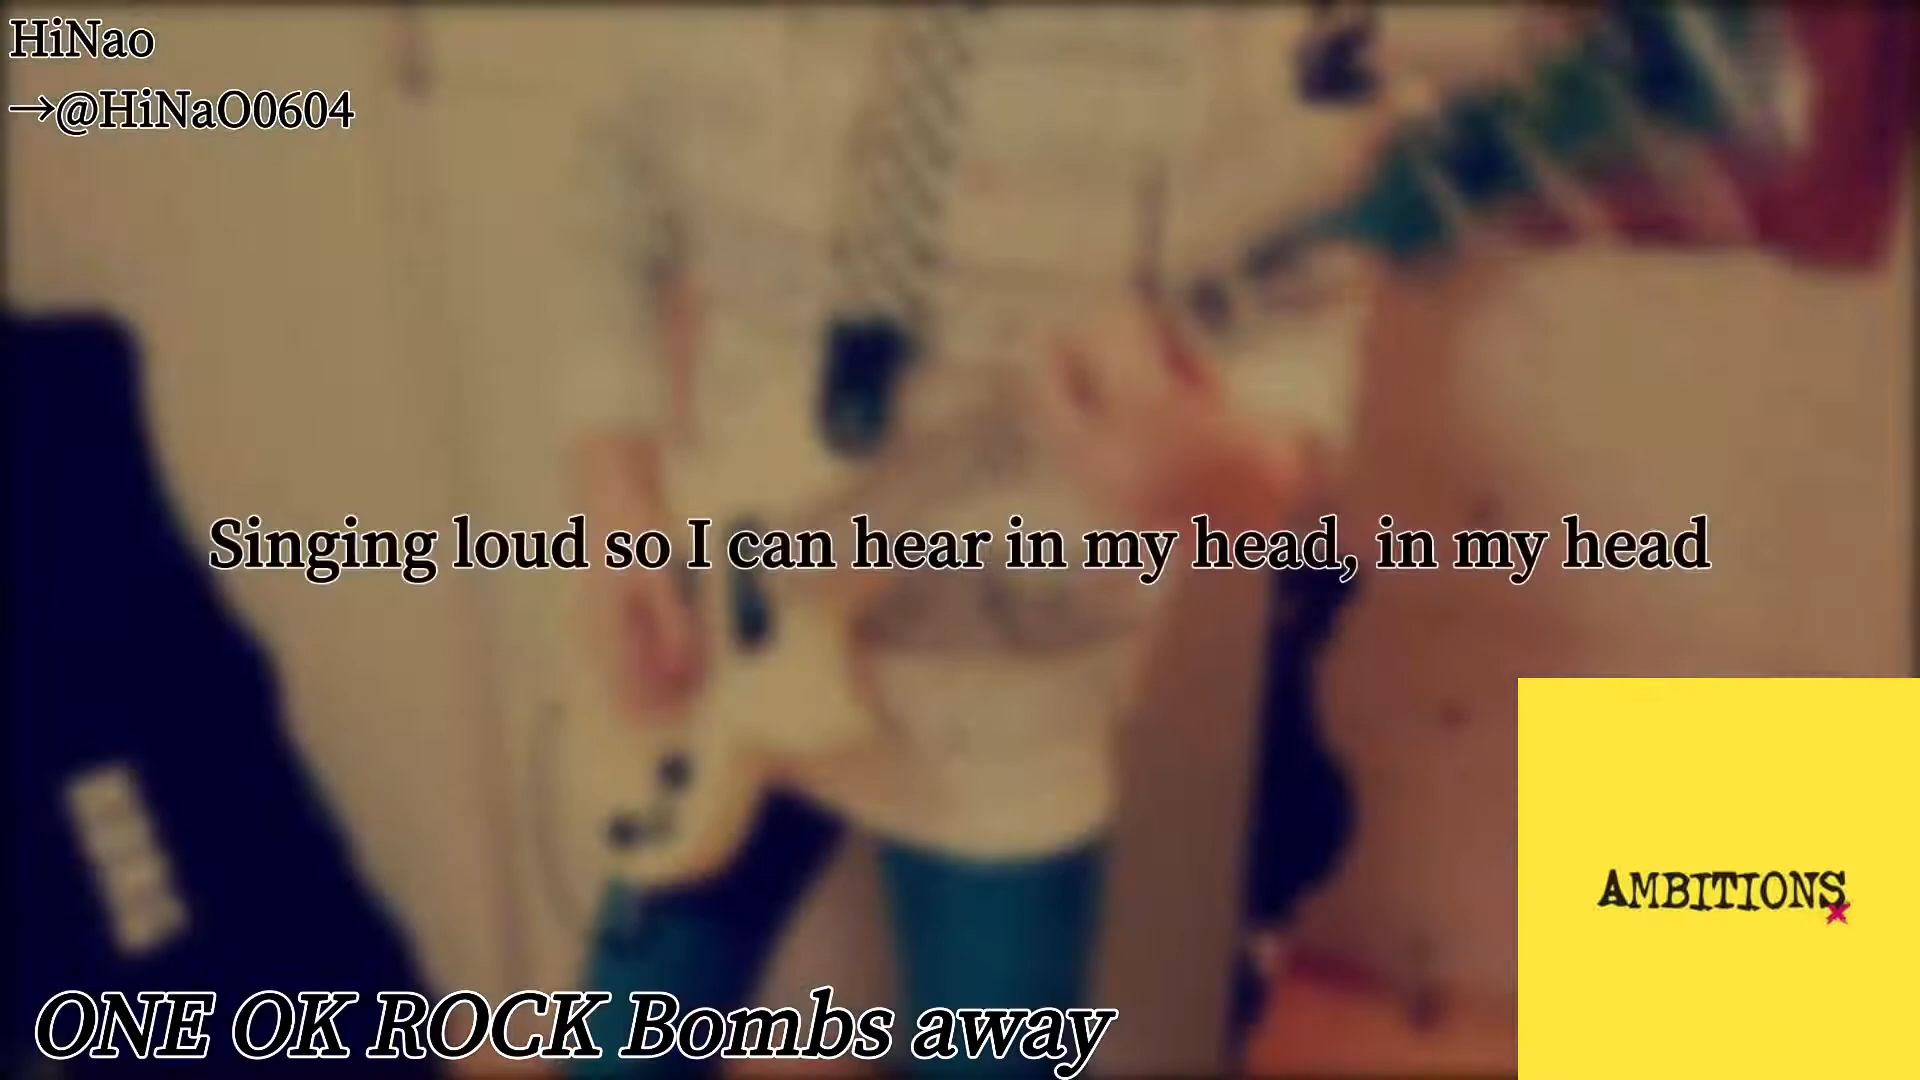 HiNao
→@HiNaO0604
Singing loud so I can hear in my head, in my head
AMBITIONS
ONE OK ROCK Bombs away